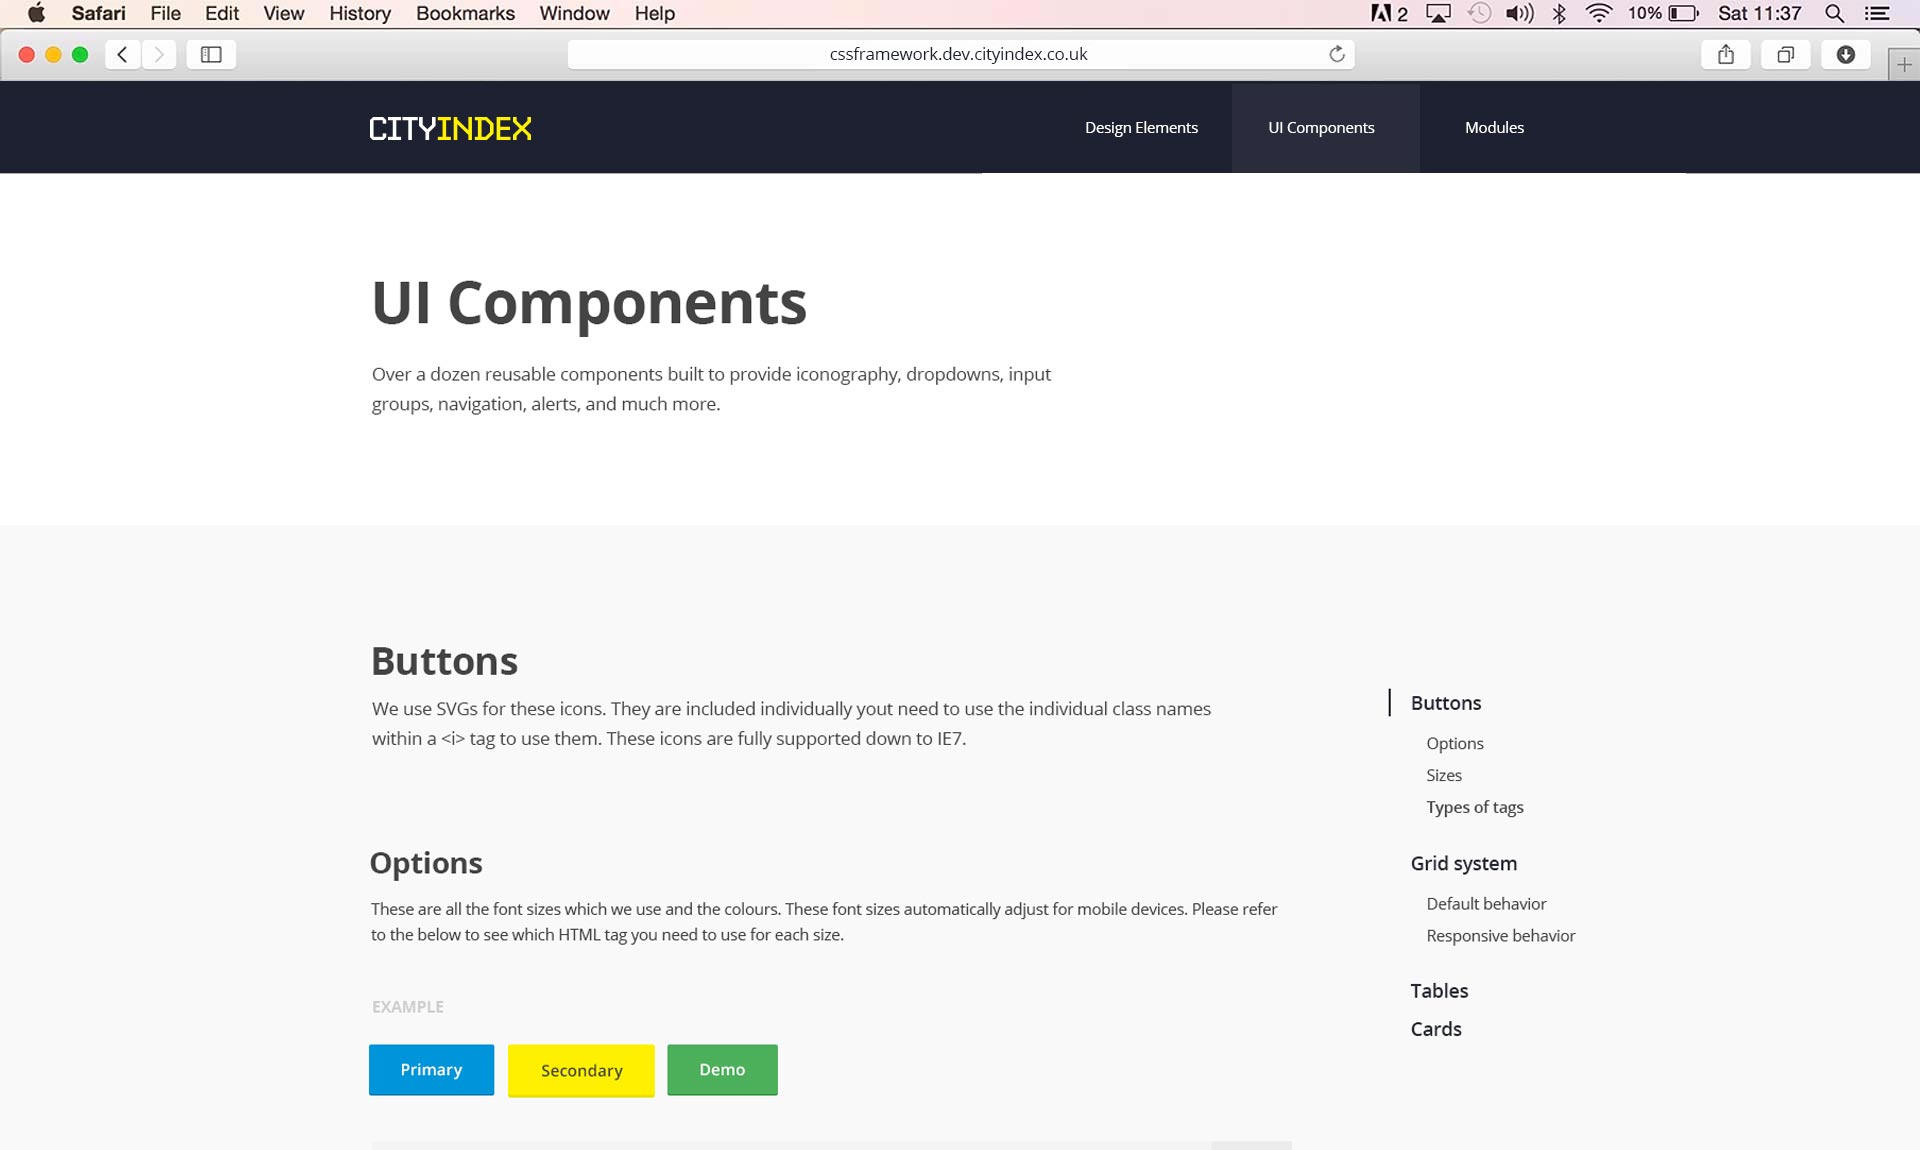 Safari File Edit View History Bookmarks Window Help 2 10% Sat 11:37
cssframework.dev.cityindex.co.uk
CITYINDEX Design Elements UI Components Modules
UI Components
Over a dozen reusable components built to provide iconography, dropdowns, input
groups, navigation, alerts, and much more.
Buttons
We use SVGs for these icons. They are included individually yout need to use the individual class names
within a <i> tag to use them. These icons are fully supported down to IE7.
Options
These are all the font sizes which we use and the colours. These font sizes automatically adjust for mobile devices. Please refer
to the below to see which HTML tag you need to use for each size.
EXAMPLE
Primary Secondary Demo
Buttons
Options
Sizes
Types of tags
Grid system
Default behavior
Responsive behavior
Tables
Cards